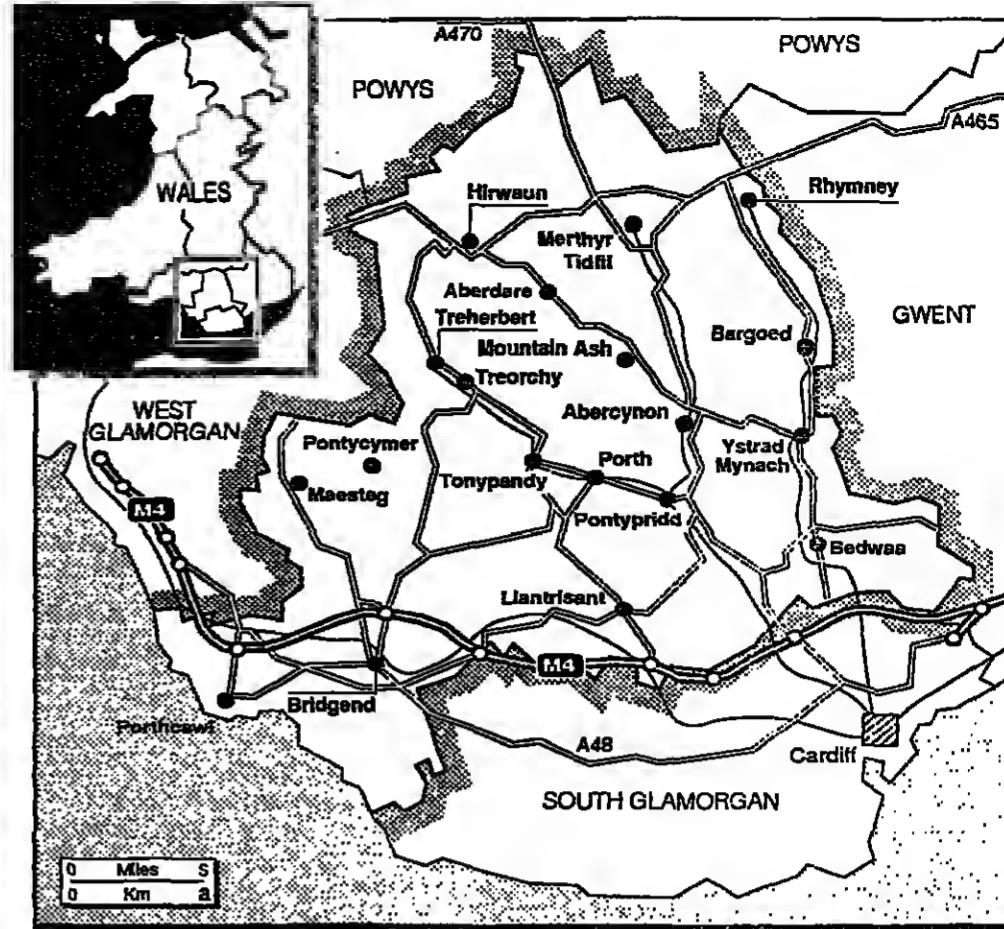 A470
POWYS
POWYS
A465
WALES
Hirwaun
Rhymney
Merthyr
Tidfil
Aberdare
Treherbert
GWENT
Bargoed
Mountain Ash
Treorchy
WEST
GLAMORGAN
Abercynon
Pontycymer
Ystrad
Mynach
Porth
Maesteg
Tonypandy
M4
Pontypridd
Bedwas
Llantrisant
M4
Bridgend
Porthcawl
A48
Cardiff
SOUTH GLAMORGAN
0 Miles 5
0 Km 8